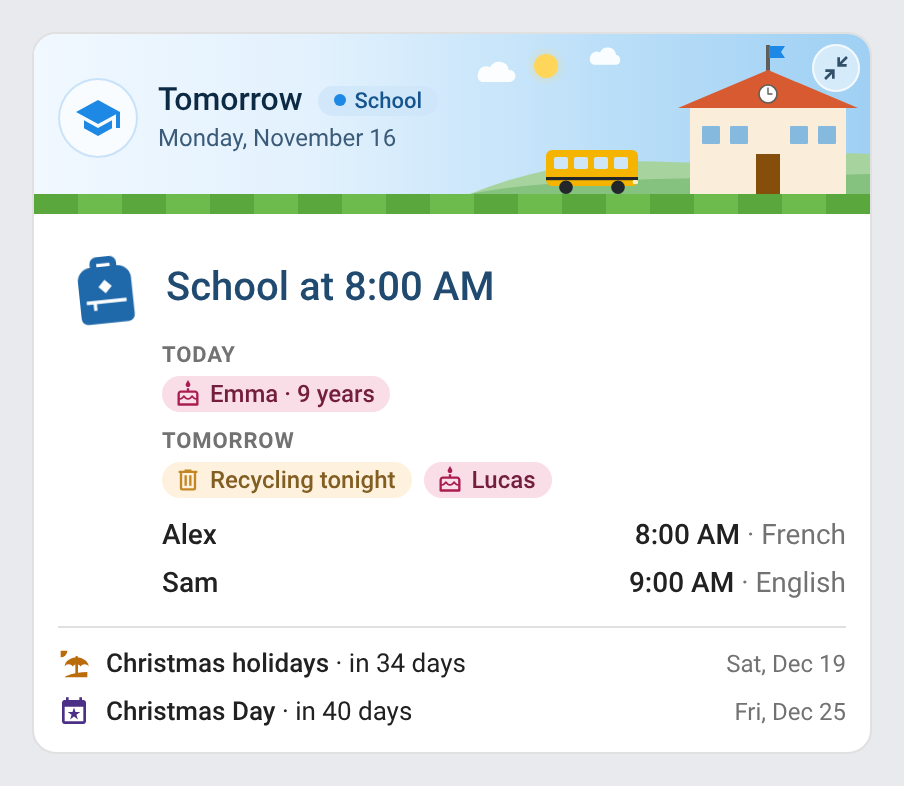 Tomorrow School
Monday, November 16
School at 8:00 AM
TODAY
Emma · 9 years
TOMORROW
Recycling tonight Lucas
Alex 8:00 AM · French
Sam 9:00 AM · English
Christmas holidays · in 34 days Sat, Dec 19
Christmas Day · in 40 days Fri, Dec 25